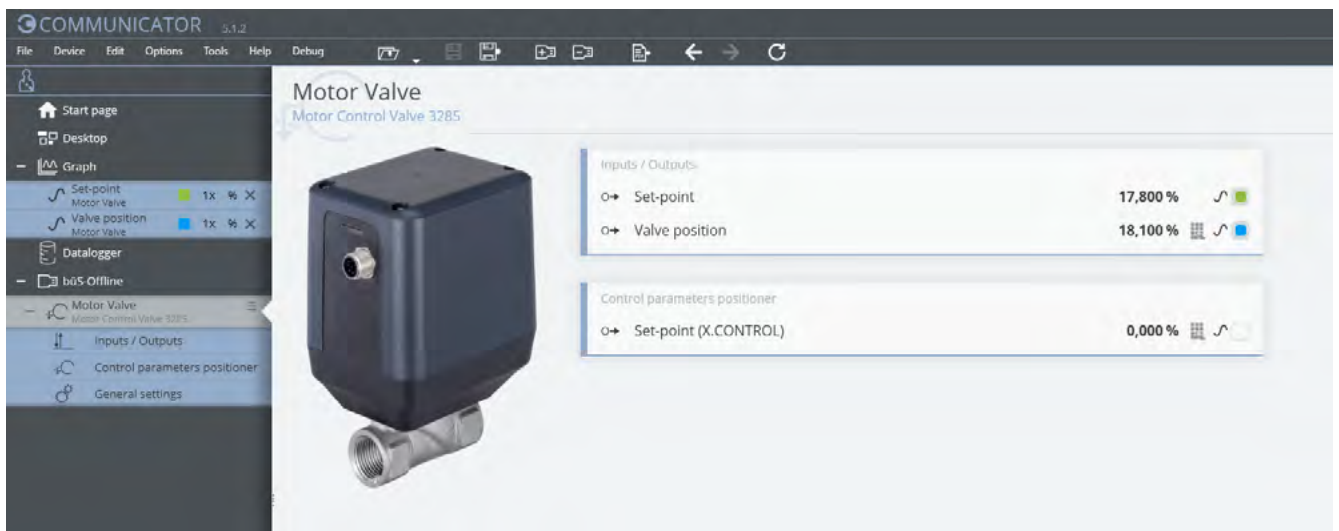 COMMUNICATOR 5.1.2
File Device Edit Options Tools Help Debug
Start page
Desktop
Graph
Set-point
Motor Valve
1x %
Valve position
Motor Valve
1x %
Datalogger
büS Offline
Motor Valve
Motor Control Valve 3285
Inputs / Outputs
Control parameters positioner
General settings
Motor Valve
Motor Control Valve 3285
Inputs / Outputs
Set-point 17,800 %
Valve position 18,100 %
Control parameters positioner
Set-point (X.CONTROL) 0,000 %